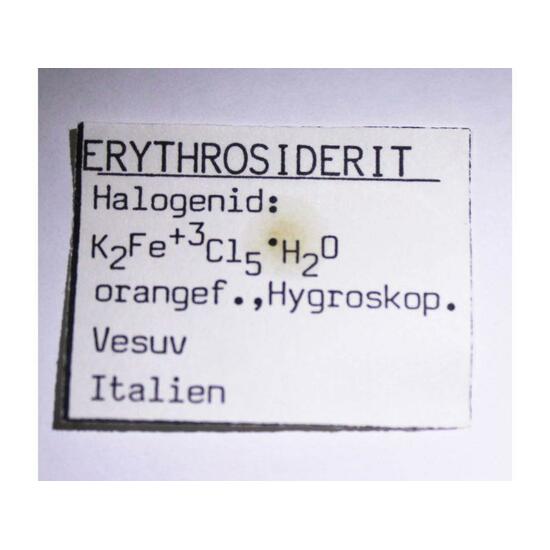 ERYTHROSIDERIT
Halogenid:
K₂Fe⁺³Cl₅•H₂O
orangef.,Hygroskop.
Vesuv
Italien